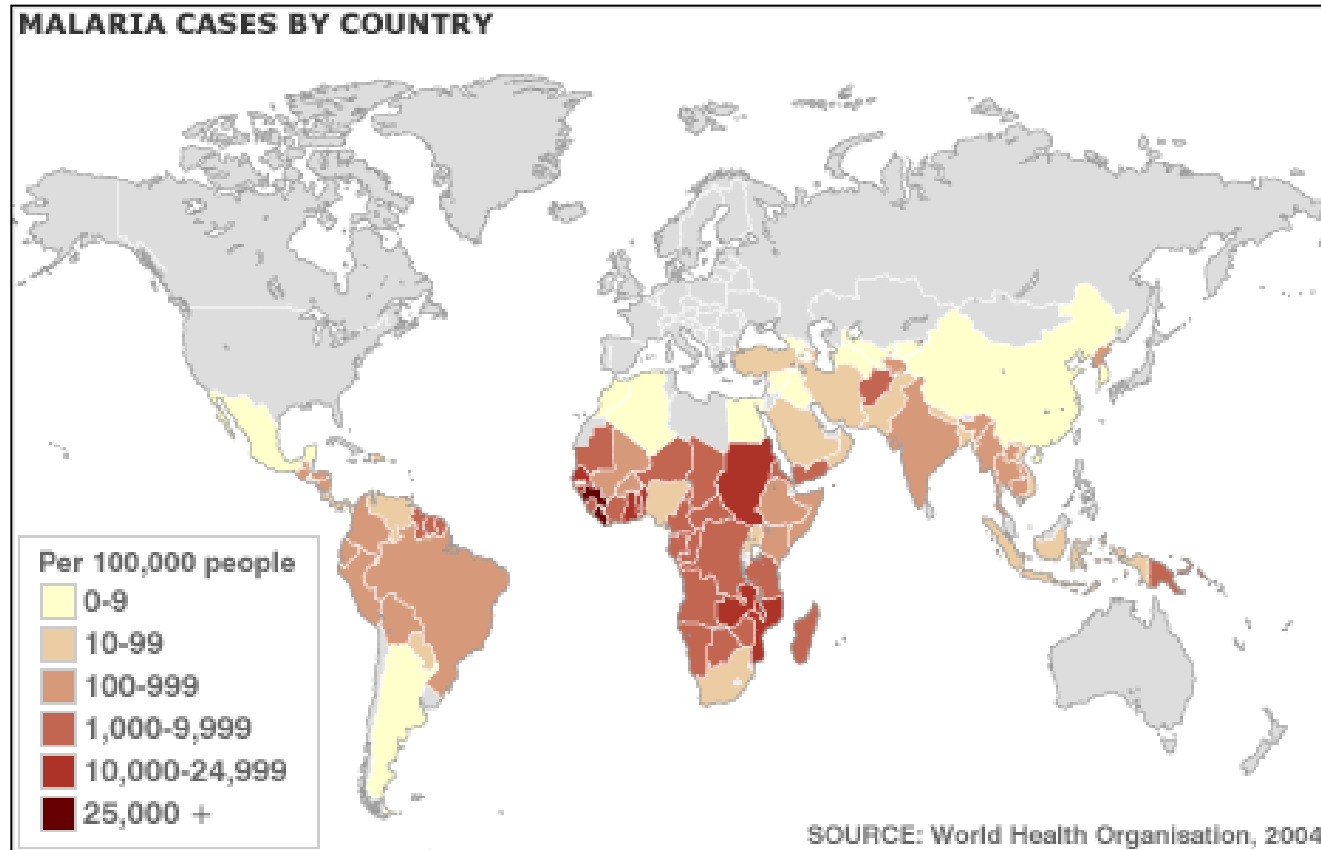 MALARIA CASES BY COUNTRY
Per 100,000 people
0-9
10-99
100-999
1,000-9,999
10,000-24,999
25,000 +
SOURCE: World Health Organisation, 2004